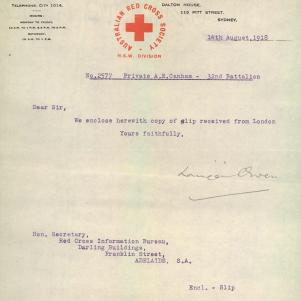 TELEPHONE: CITY 1014.
HOURS:
DALTON HOUSE,
115 PITT STREET,
SYDNEY.
AUSTRALIAN RED CROSS SOCIETY
N.S.W. DIVISION
14th August, 1918
No. 2577 Private A.E. Canham - 32nd Battalion
Dear Sir,
We enclose herewith copy of slip received from London
Yours faithfully,
Hon. Secretary,
Red Cross Information Bureau,
Darling Buildings,
Franklin Street,
ADELAIDE, S.A.
Encl. - Slip